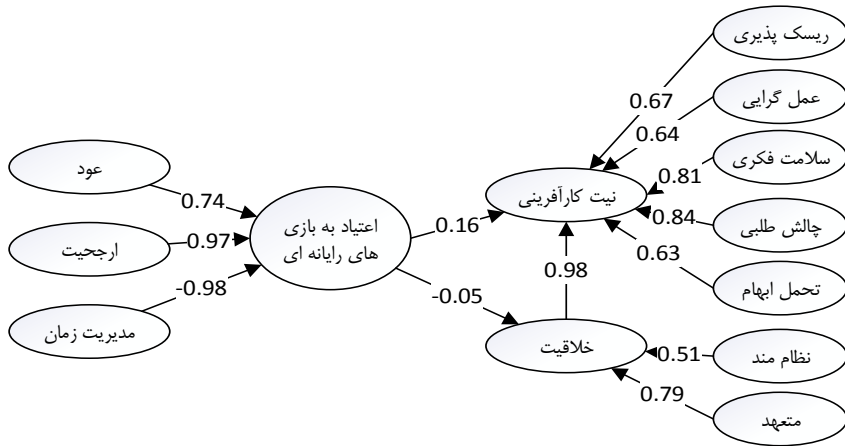 ریسک پذیری
0.67
عمل گرایی
0.64
سلامت فکری
0.81
عود
0.74
نیت کارآفرینی
چالش طلبی
0.84
اعتیاد به بازی
های رایانه ای
0.16
ارجحیت
0.97
تحمل ابهام
0.63
0.98
-0.98
-0.05
مدیریت زمان
خلاقیت
نظام مند
0.51
0.79
متعهد